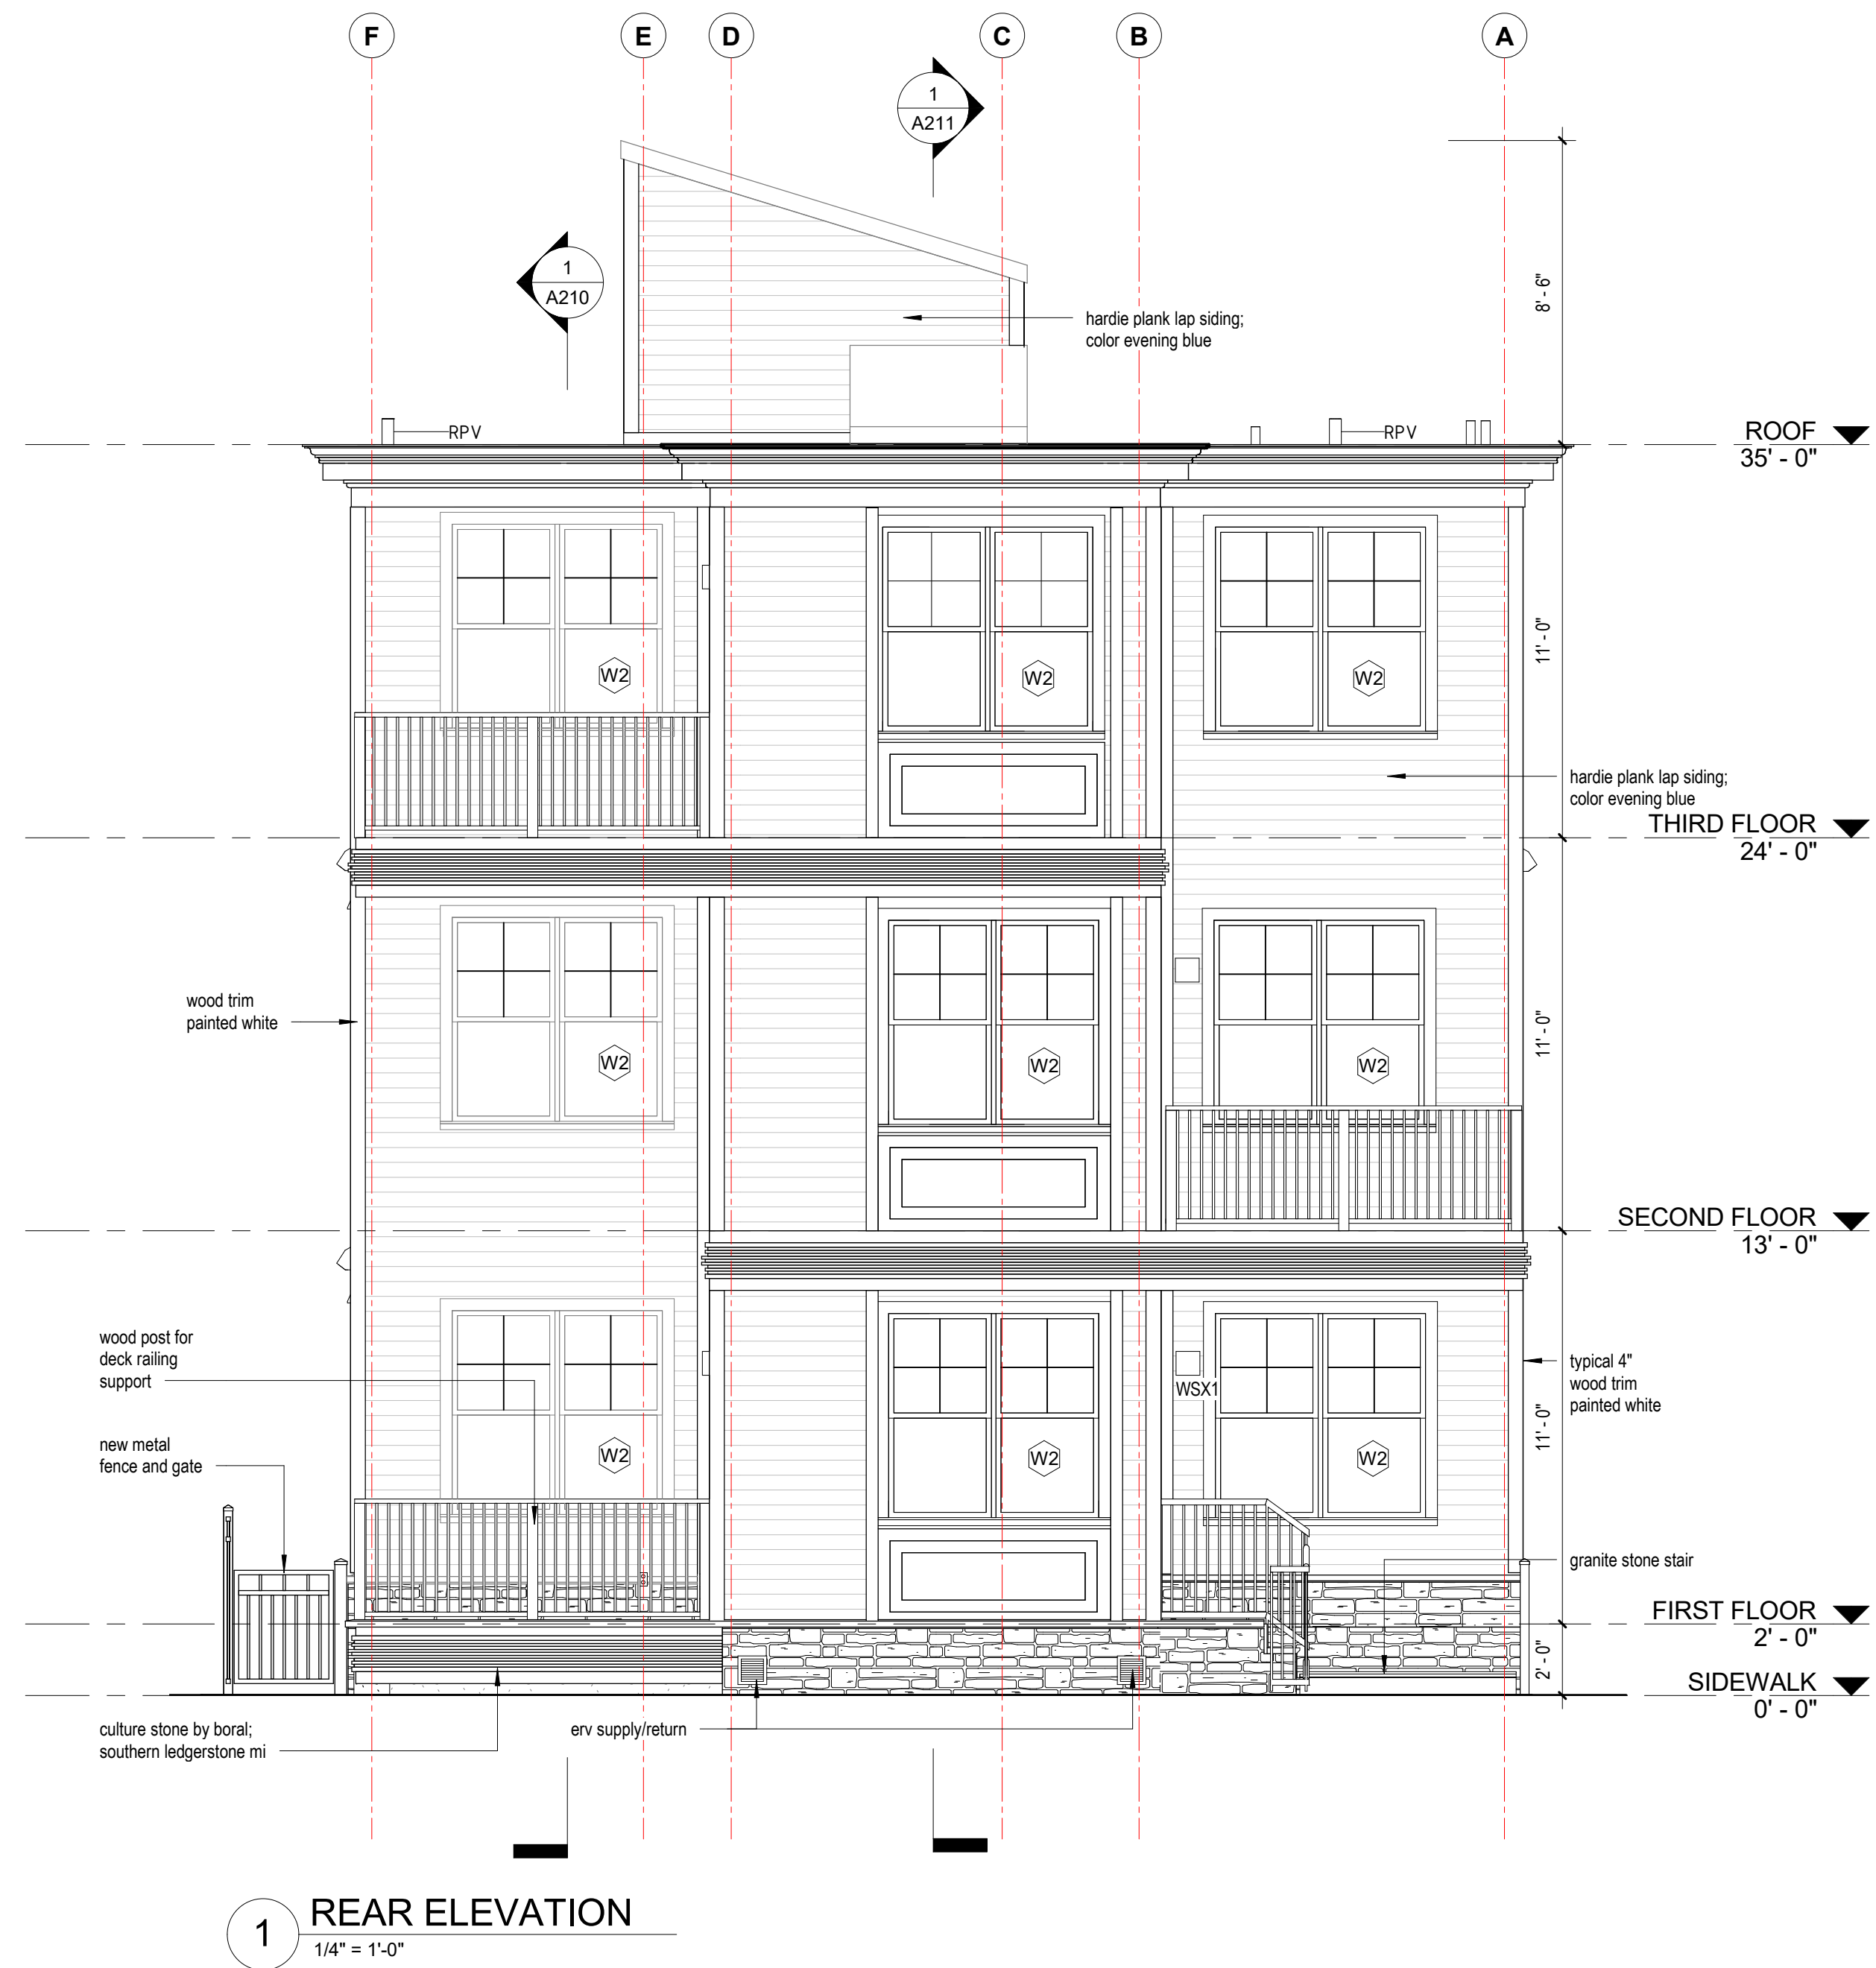 F
E
D
C
B
A
1
A211
1
A210
8' - 6"
hardie plank lap siding;
color evening blue
RPV
RPV
ROOF
35' - 0"
11' - 0"
W2
W2
W2
hardie plank lap siding;
color evening blue
THIRD FLOOR
24' - 0"
wood trim
painted white
11' - 0"
W2
W2
W2
SECOND FLOOR
13' - 0"
wood post for
deck railing
support
typical 4"
wood trim
painted white
WSX1
11' - 0"
new metal
fence and gate
W2
W2
W2
granite stone stair
FIRST FLOOR
2' - 0"
2' - 0"
SIDEWALK
0' - 0"
culture stone by boral;
southern ledgerstone mi
erv supply/return
1
REAR ELEVATION
1/4" = 1'-0"